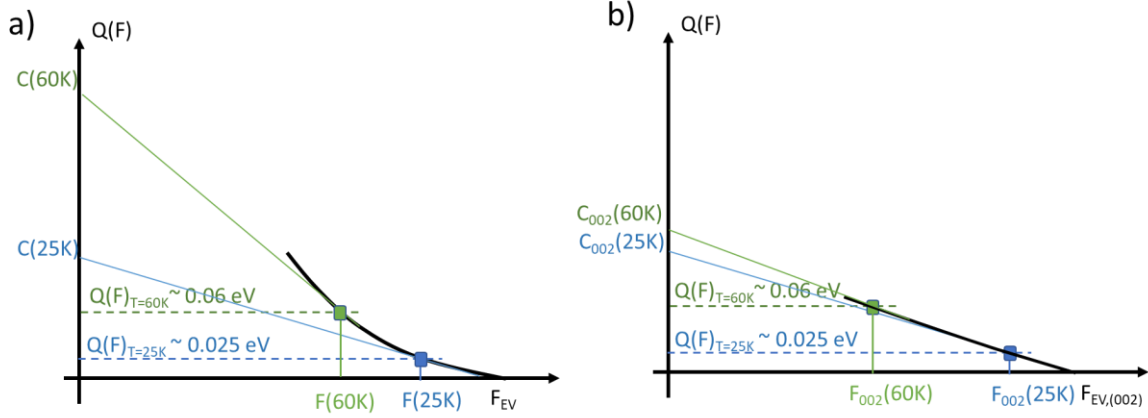 a)
Q(F)
C(60K)
C(25K)
Q(F)T=60K~ 0.06 eV
Q(F)T=25K~ 0.025 eV
F(60K)
F(25K)
FEV
b)
Q(F)
C002(60K)
C002(25K)
Q(F)T=60K~ 0.06 eV
Q(F)T=25K~ 0.025 eV
F002(60K)
F002(25K)
FEV,(002)